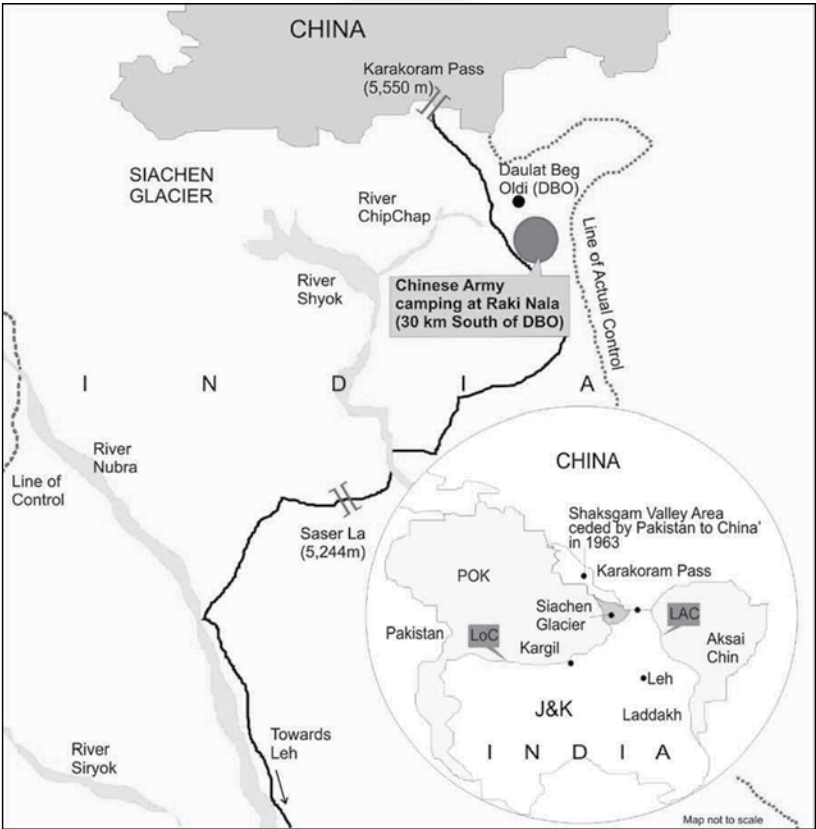 CHINA
Karakoram Pass
(5,550 m)
SIACHEN
GLACIER
Daulat Beg
Oldi (DBO)
River
ChipChap
Line of Actual Control
River
Shyok
Chinese Army
camping at Raki Nala
(30 km South of DBO)
I N D I A
River
Nubra
Line of
Control
Saser La
(5,244m)
CHINA
Shaksgam Valley Area
ceded by Pakistan to China'
in 1963
Karakoram Pass
POK
Siachen
Glacier
LAC
Pakistan
LoC
Kargil
Aksai
Chin
Leh
J&K
Laddakh
I N D I A
Towards
Leh
River
Siryok
Map not to scale